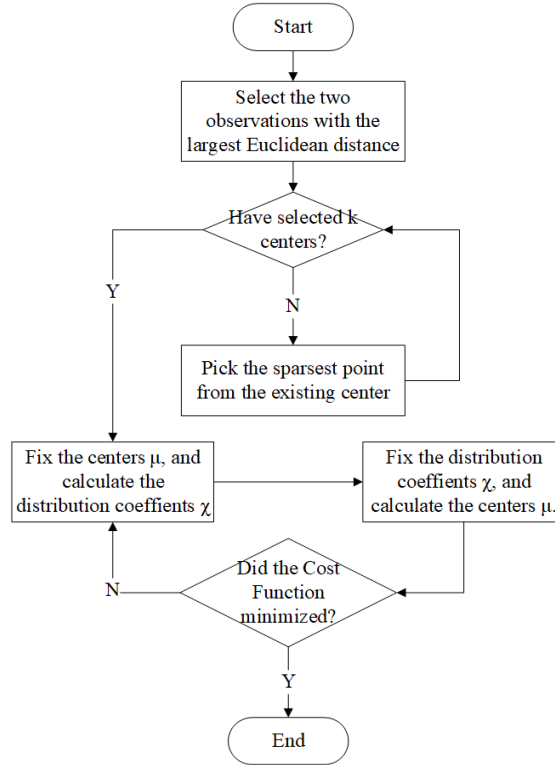 Start
Select the two
observations with the
largest Euclidean distance
Have selected k
centers?
Y
N
Pick the sparsest point
from the existing center
Fix the centers μ, and
calculate the
distribution coeffients χ
Fix the distribution
coeffients χ, and
calculate the centers μ.
Did the Cost
Function
minimized?
N
Y
End